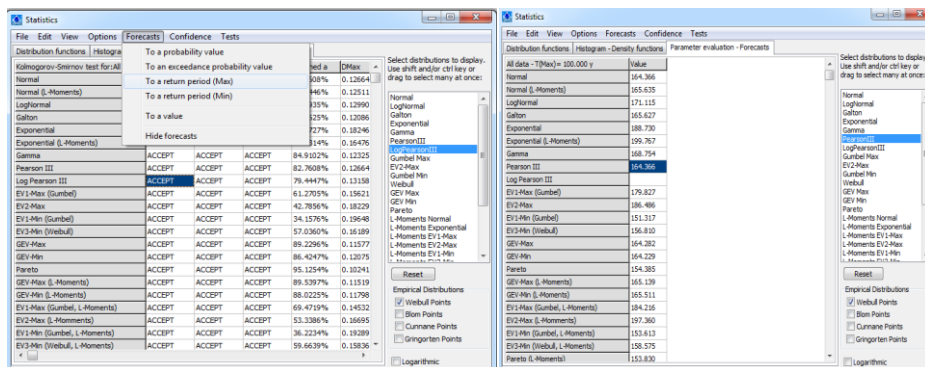 Statistics
File Edit View Options Forecasts Confidence Tests
Distribution functions Histogra
To a probability value
To an exceedance probability value
To a return period (Max)
To a return period (Min)
To a value
Hide forecasts
Kolmogorov-Smirnov test for:All ned a DMax
Normal 508% 0.12664
Normal (L-Moments) 446% 0.12511
LogNormal 935% 0.12990
Galton 525% 0.12086
Exponential 727% 0.18246
Exponential (L-Moments) 314% 0.16476
Gamma ACCEPT ACCEPT ACCEPT 84.9102% 0.12325
Pearson III ACCEPT ACCEPT ACCEPT 82.7608% 0.12664
Log Pearson III ACCEPT ACCEPT ACCEPT 79.4447% 0.13158
EV1-Max (Gumbel) ACCEPT ACCEPT ACCEPT 61.2705% 0.15621
EV2-Max ACCEPT ACCEPT ACCEPT 42.7856% 0.18229
EV1-Min (Gumbel) ACCEPT ACCEPT ACCEPT 34.1576% 0.19648
EV3-Min (Weibull) ACCEPT ACCEPT ACCEPT 57.0360% 0.16189
GEV-Max ACCEPT ACCEPT ACCEPT 89.2296% 0.11577
GEV-Min ACCEPT ACCEPT ACCEPT 86.4247% 0.12075
Pareto ACCEPT ACCEPT ACCEPT 95.1254% 0.10241
GEV-Max (L-Moments) ACCEPT ACCEPT ACCEPT 89.5397% 0.11519
GEV-Min (L-Moments) ACCEPT ACCEPT ACCEPT 88.0225% 0.11798
EV1-Max (Gumbel, L-Moments) ACCEPT ACCEPT ACCEPT 69.4719% 0.14532
EV2-Max (L-Momments) ACCEPT ACCEPT ACCEPT 53.3386% 0.16695
EV1-Min (Gumbel, L-Moments) ACCEPT ACCEPT ACCEPT 36.2234% 0.19289
EV3-Min (Weibull, L-Moments) ACCEPT ACCEPT ACCEPT 59.6639% 0.15836
Select distributions to display.
Use shift and/or ctrl key or
drag to select many at once:
Normal
LogNormal
Galton
Exponential
Gamma
PearsonIII
LogPearsonIII
Gumbel Max
EV2-Max
Gumbel Min
Weibull
GEV Max
GEV Min
Pareto
L-Moments Normal
L-Moments Exponential
L-Moments EV1-Max
L-Moments EV2-Max
L-Moments EV1-Min
Reset
Empirical Distributions
Weibull Points
Blom Points
Cunnane Points
Gringorten Points
Logarithmic
Statistics
File Edit View Options Forecasts Confidence Tests
Distribution functions Histogram - Density functions Parameter evaluation - Forecasts
All data - T(Max)= 100.000 y Value
Normal 164.366
Normal (L-Moments) 165.635
LogNormal 171.115
Galton 165.627
Exponential 188.730
Exponential (L-Moments) 199.767
Gamma 168.754
Pearson III 164.366
Log Pearson III
EV1-Max (Gumbel) 179.827
EV2-Max 186.486
EV1-Min (Gumbel) 151.317
EV3-Min (Weibull) 156.810
GEV-Max 164.282
GEV-Min 164.229
Pareto 154.385
GEV-Max (L-Moments) 165.139
GEV-Min (L-Moments) 165.511
EV1-Max (Gumbel, L-Moments) 184.216
EV2-Max (L-Momments) 197.360
EV1-Min (Gumbel, L-Moments) 153.613
EV3-Min (Weibull, L-Moments) 158.575
Pareto (L-Moments) 153.830
Select distributions to display.
Use shift and/or ctrl key or
drag to select many at once:
Normal
LogNormal
Galton
Exponential
Gamma
PearsonIII
LogPearsonIII
Gumbel Max
EV2-Max
Gumbel Min
Weibull
GEV Max
GEV Min
Pareto
L-Moments Normal
L-Moments Exponential
L-Moments EV1-Max
L-Moments EV2-Max
L-Moments EV1-Min
Reset
Empirical Distributions
Weibull Points
Blom Points
Cunnane Points
Gringorten Points
Logarithmic